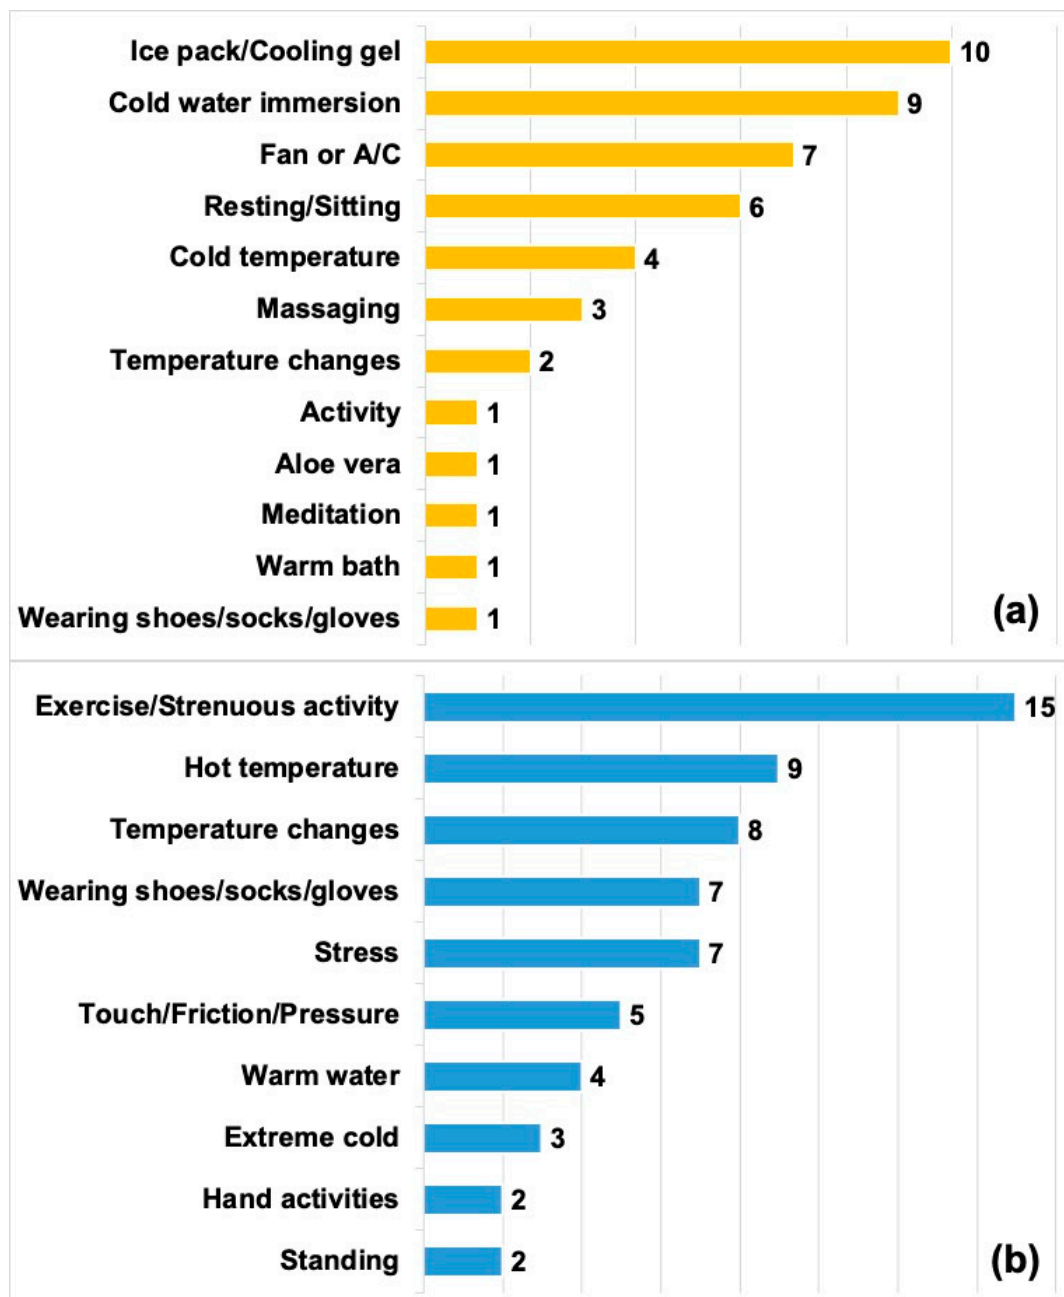 Ice pack/Cooling gel 10
Cold water immersion 9
Fan or A/C 7
Resting/Sitting 6
Cold temperature 4
Massaging 3
Temperature changes 2
Activity 1
Aloe vera 1
Meditation 1
Warm bath 1
Wearing shoes/socks/gloves 1
(a)
Exercise/Strenuous activity 15
Hot temperature 9
Temperature changes 8
Wearing shoes/socks/gloves 7
Stress 7
Touch/Friction/Pressure 5
Warm water 4
Extreme cold 3
Hand activities 2
Standing 2
(b)